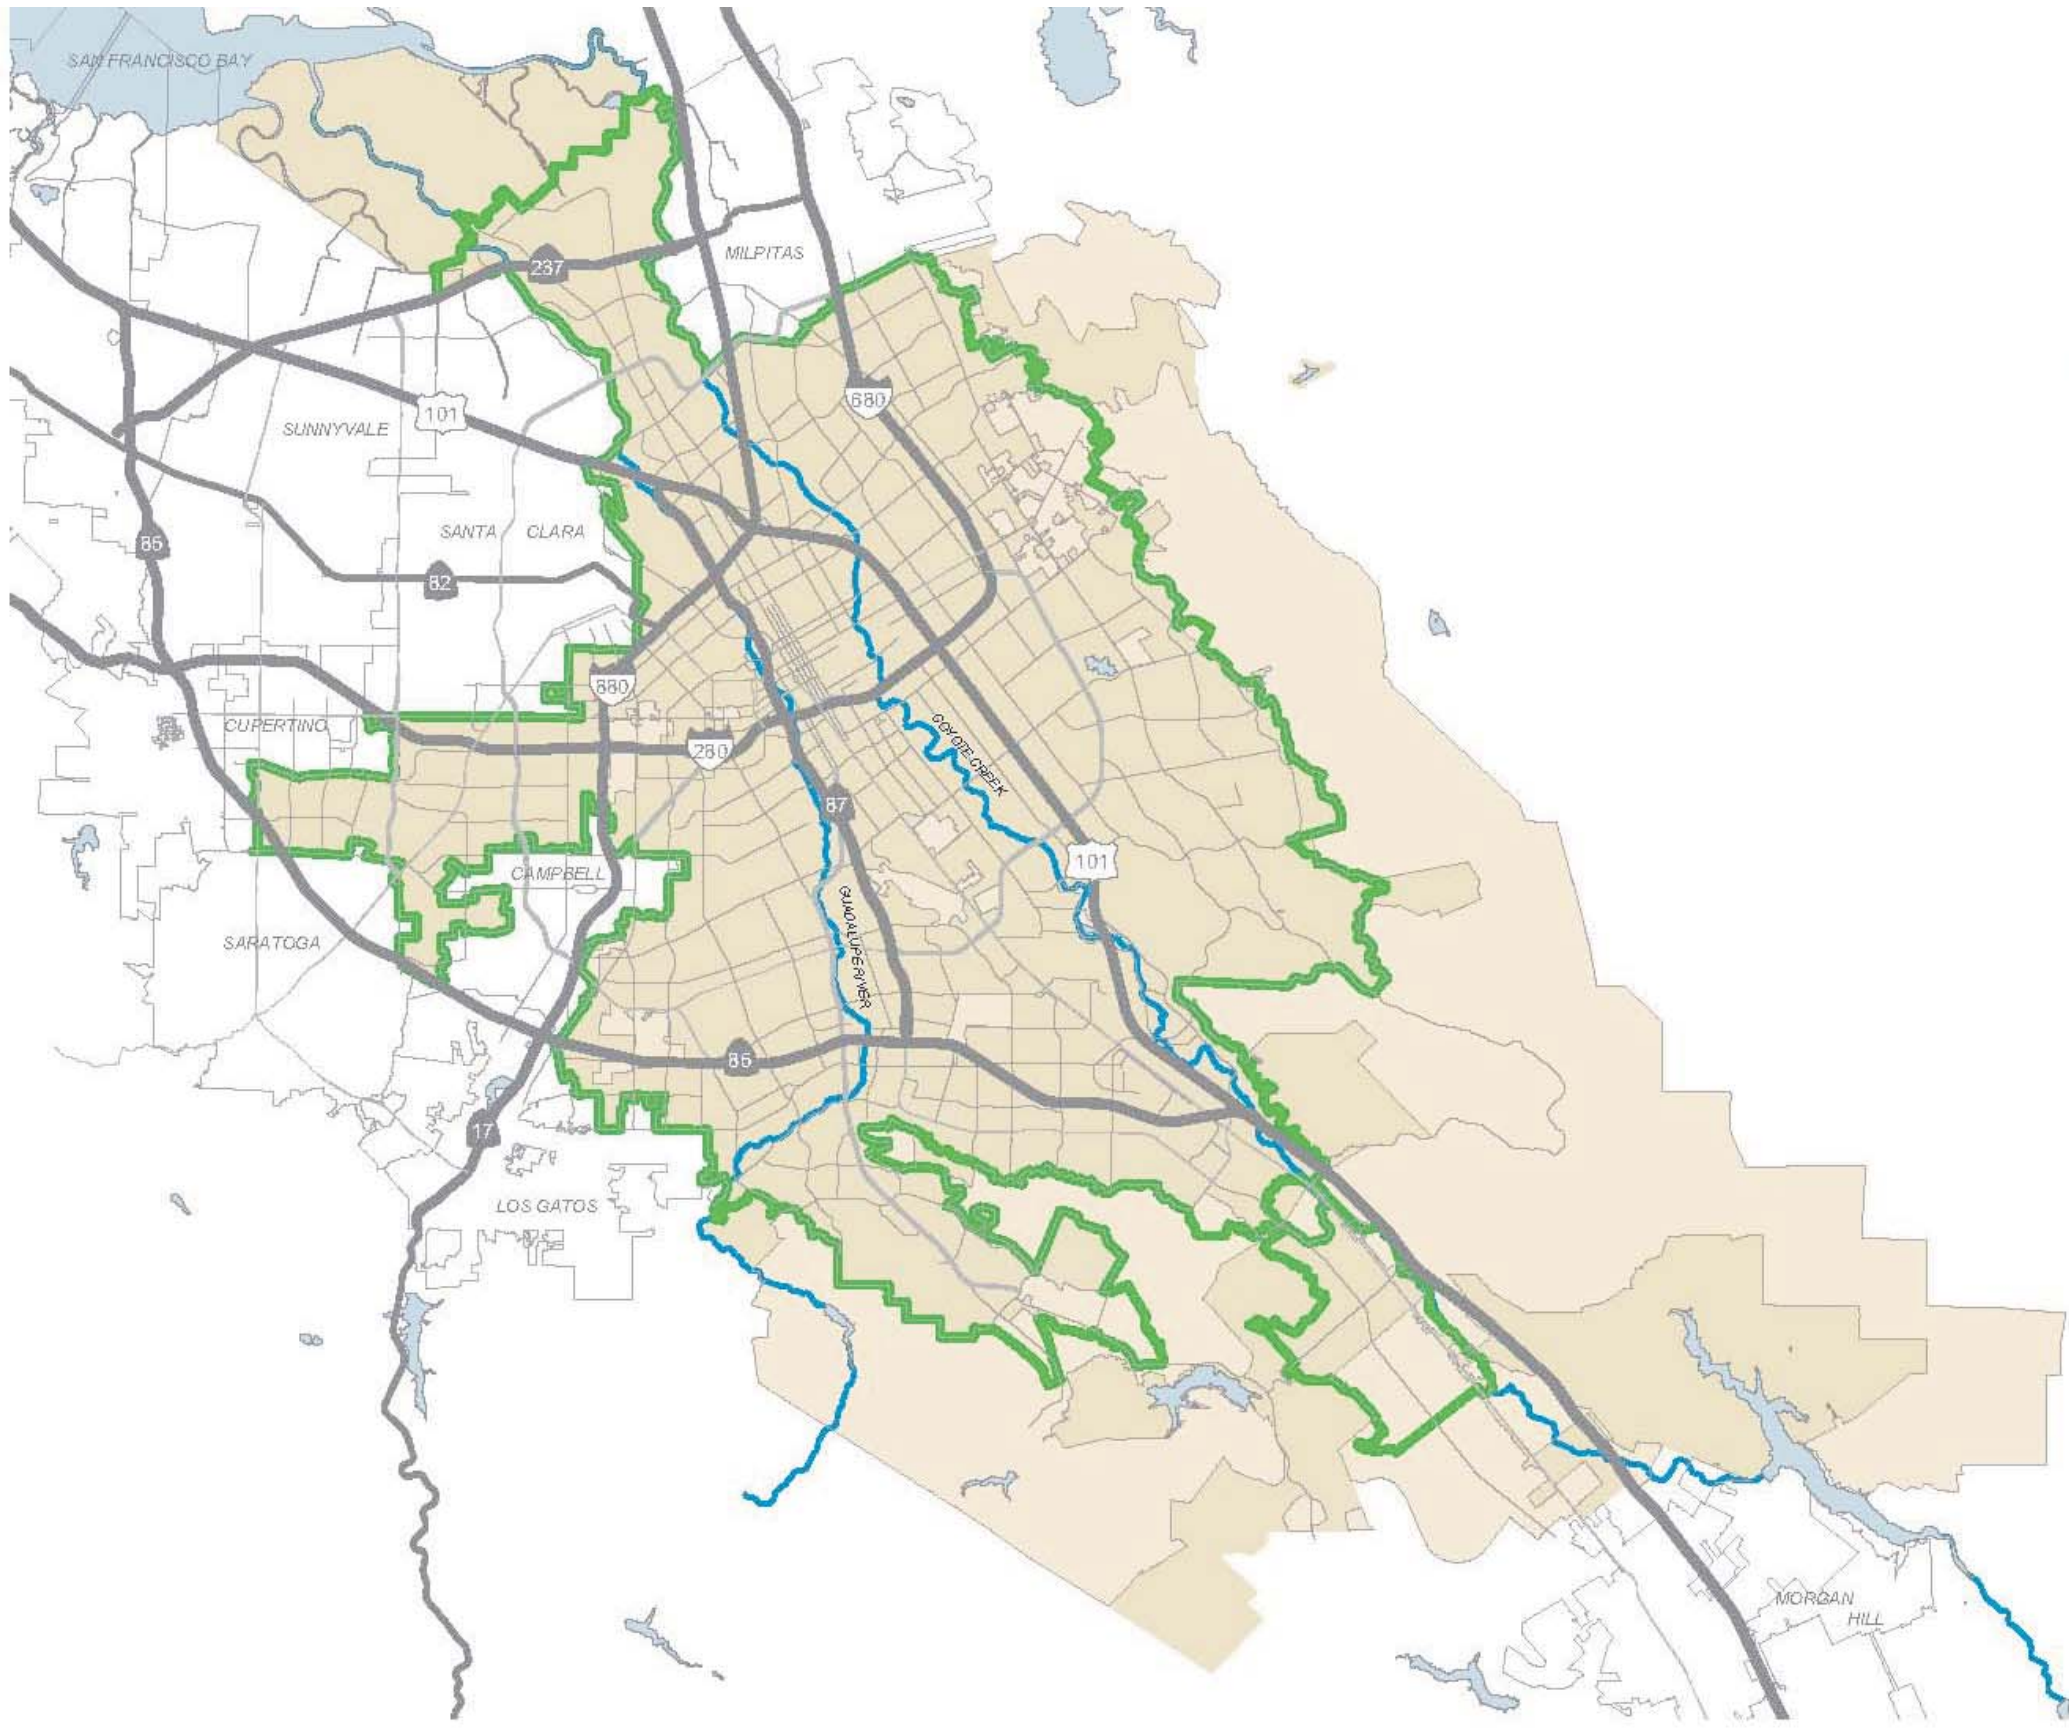 SAN FRANCISCO BAY
MILPITAS
237
680
101
SUNNYVALE
SANTA CLARA
85
82
880
CUPERTINO
280
COYOTE CREEK
87
101
CAMPBELL
GUADALUPE RIVER
SARATOGA
85
17
LOS GATOS
MORGAN
HILL